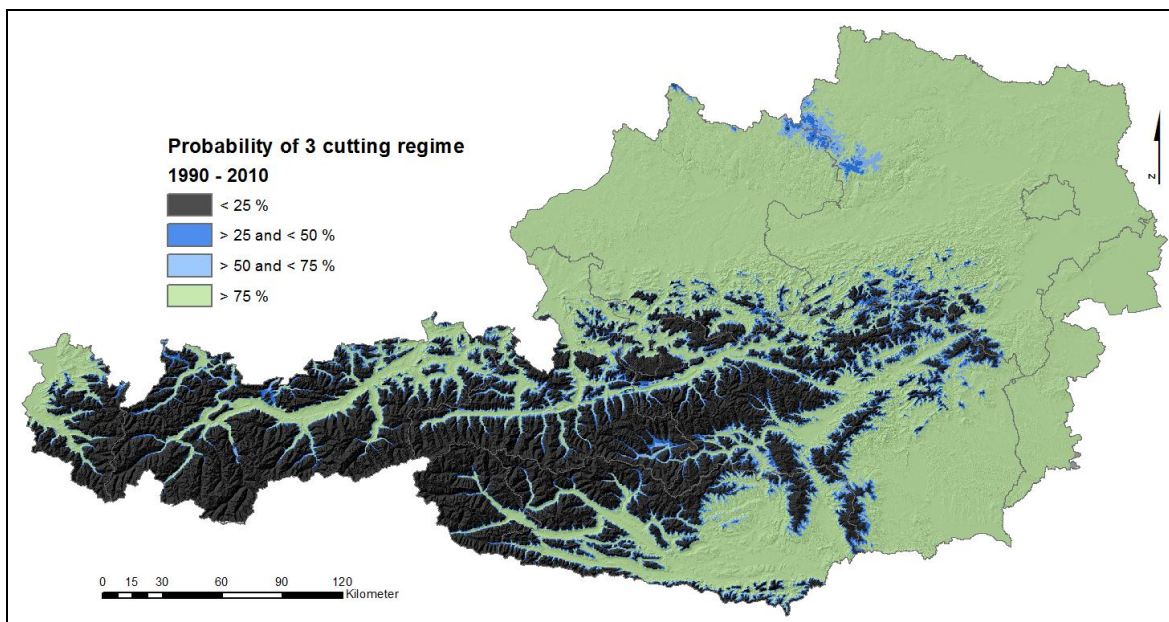 Probability of 3 cutting regime
1990 - 2010
< 25 %
> 25 and < 50 %
> 50 and < 75 %
> 75 %
N
0 15 30 60 90 120
Kilometer